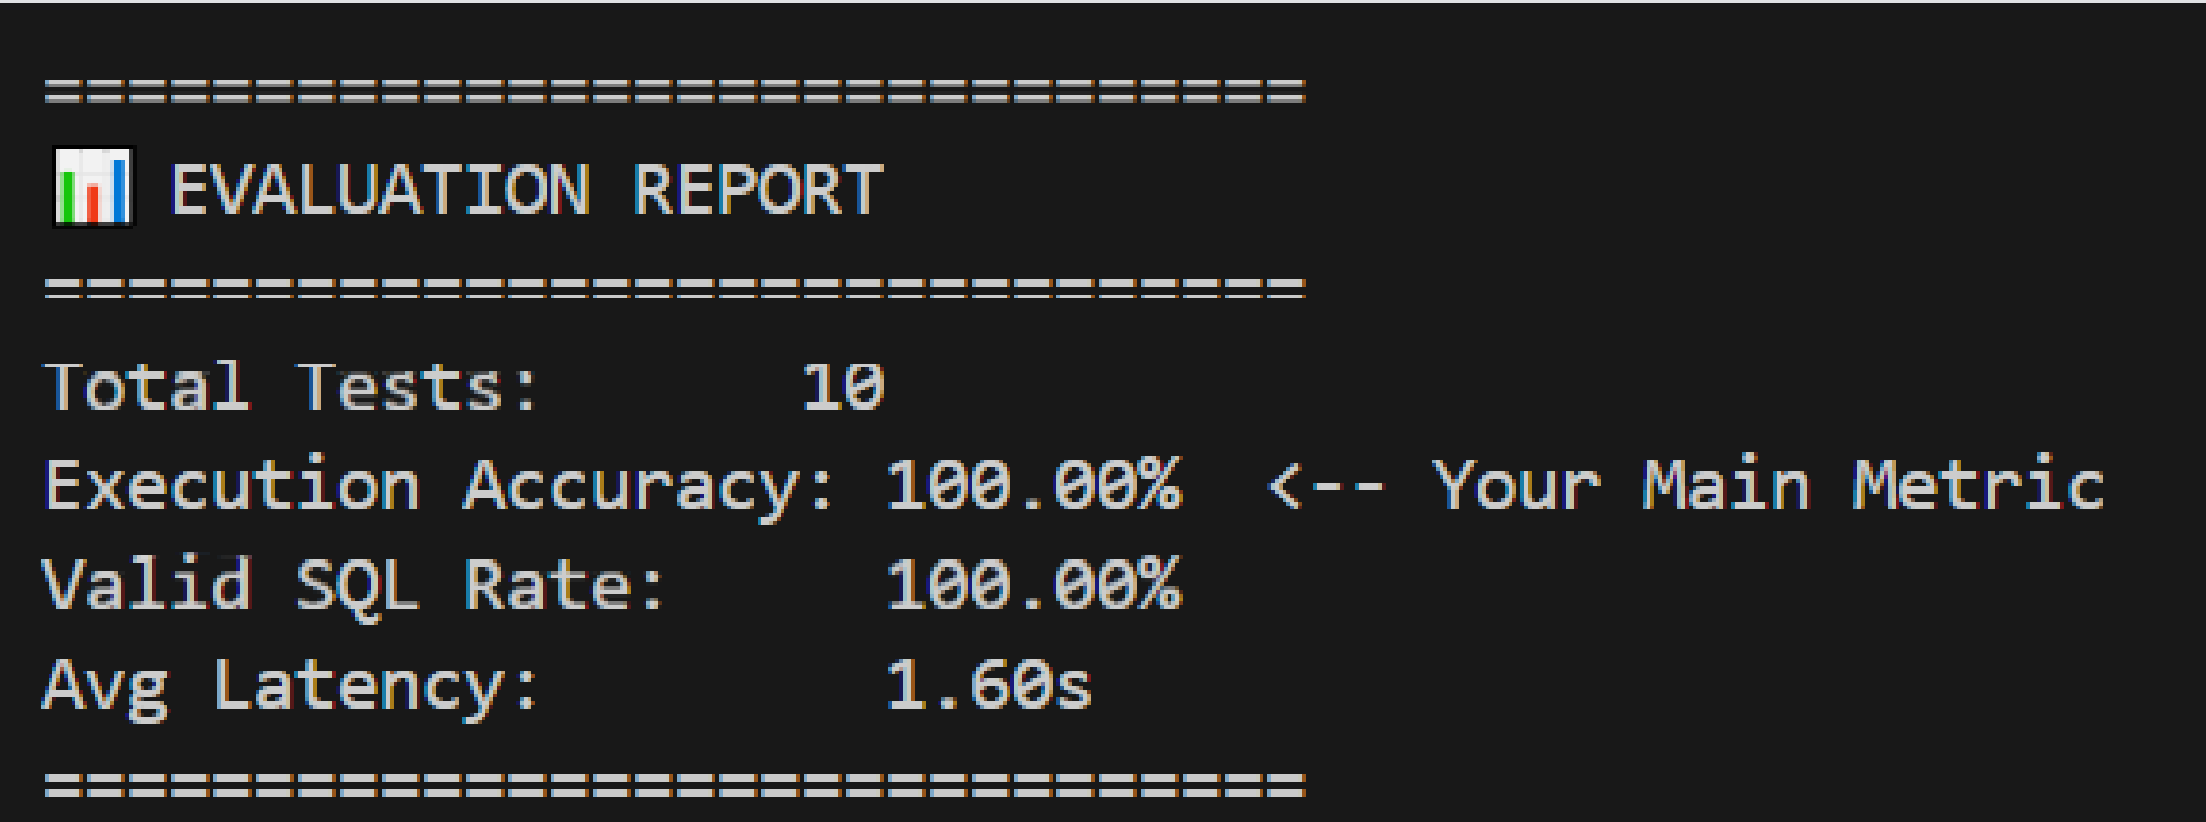 ==============================
📊 EVALUATION REPORT
==============================
Total Tests:      10
Execution Accuracy: 100.00%  <-- Your Main Metric
Valid SQL Rate:     100.00%
Avg Latency:        1.60s
==============================